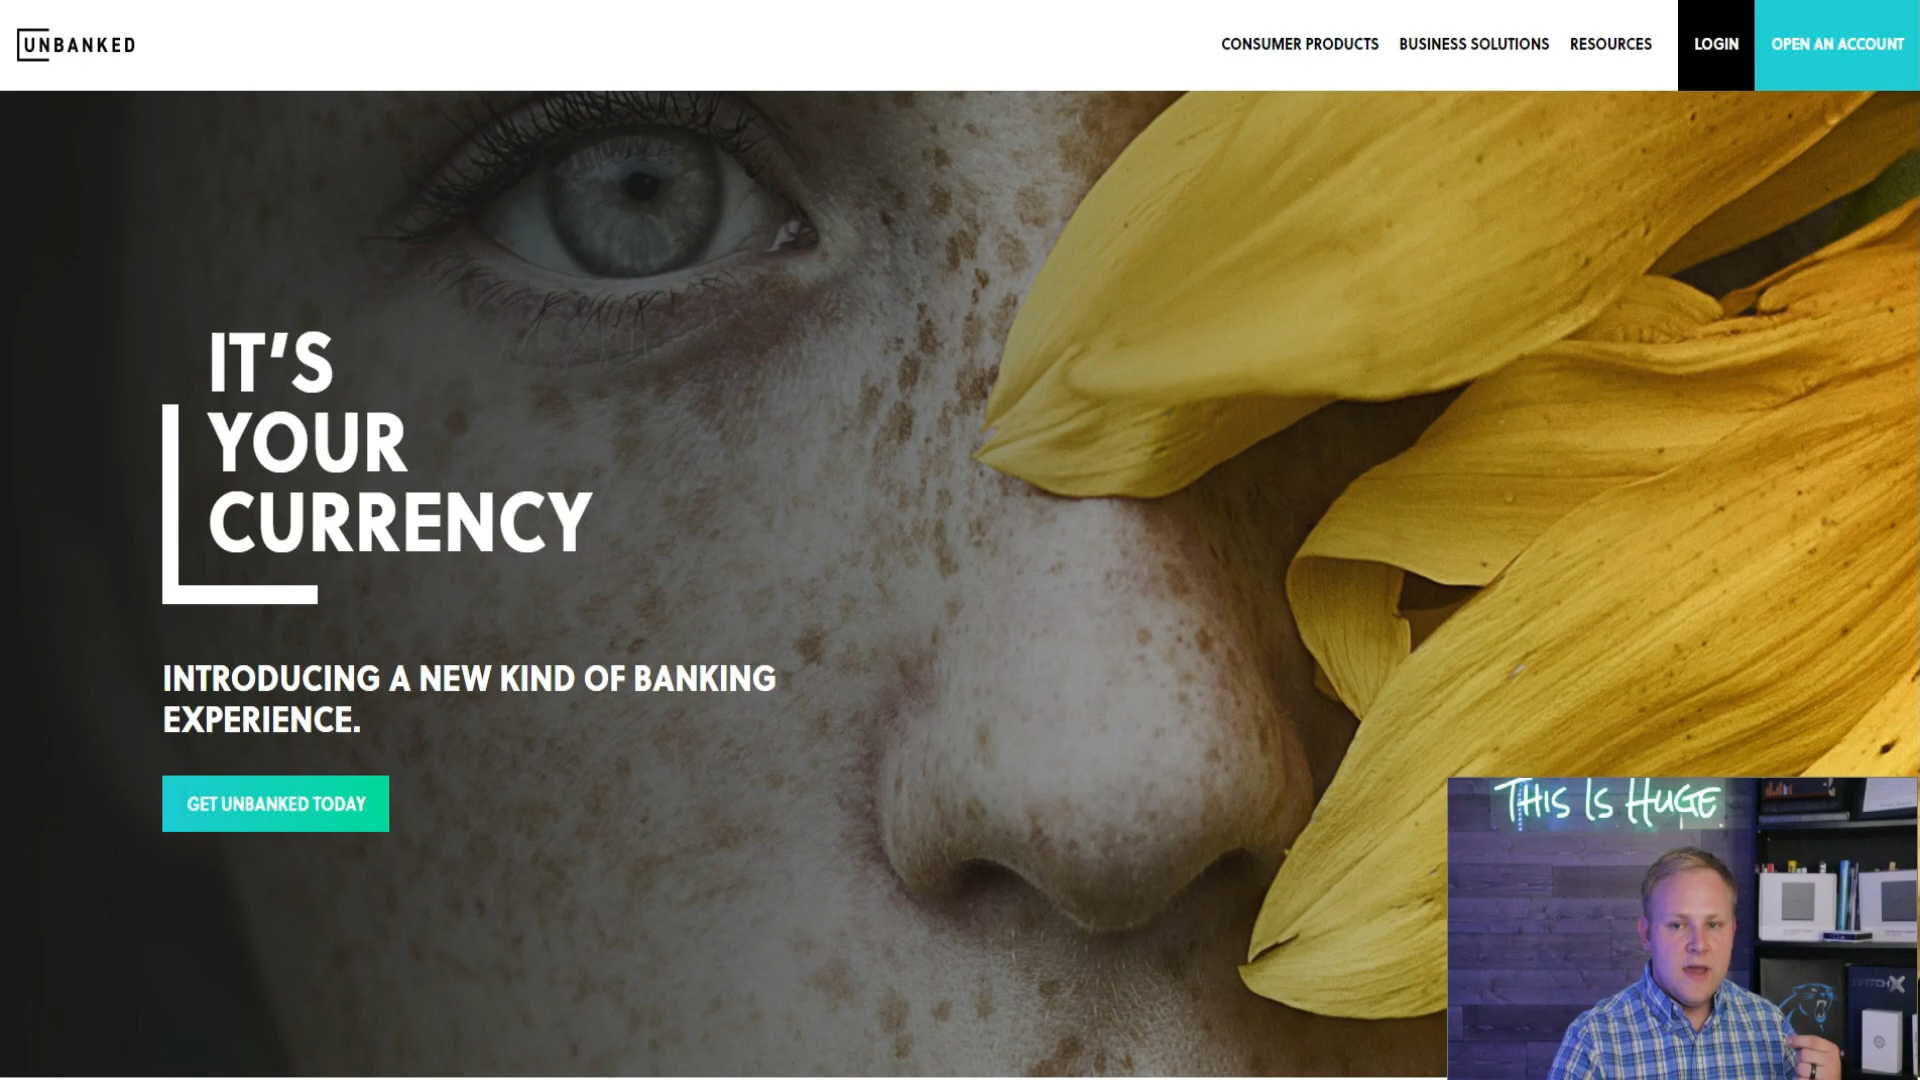 UNBANKED
CONSUMER PRODUCTS
BUSINESS SOLUTIONS
RESOURCES
LOGIN
OPEN AN ACCOUNT
IT'S
YOUR
CURRENCY
INTRODUCING A NEW KIND OF BANKING
EXPERIENCE.
GET UNBANKED TODAY
THIS IS HUGE